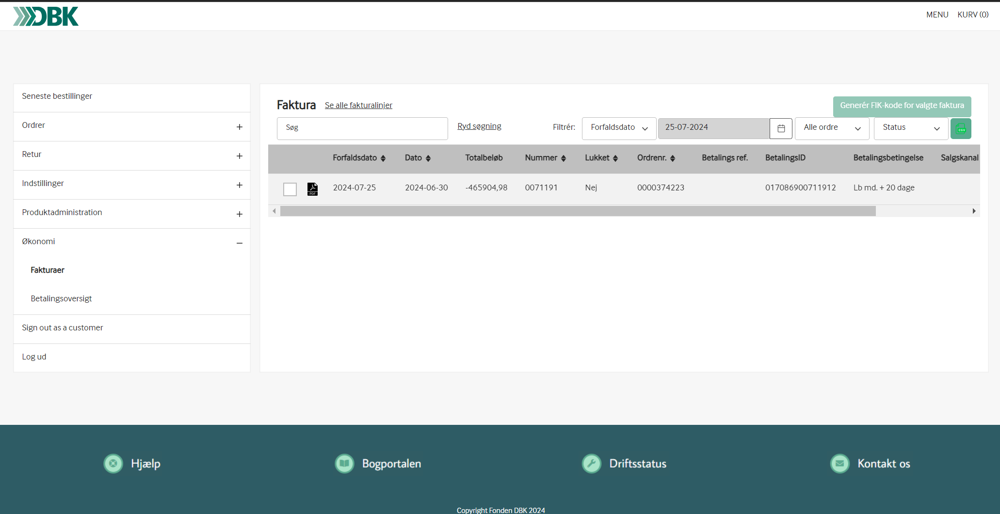 DBK
MENU KURV (0)
Seneste bestillinger
Ordrer
Retur
Indstillinger
Produktadministration
Økonomi
Fakturaer
Betalingsoversigt
Sign out as a customer
Log ud
Faktura Se alle fakturalinjer
Generér FIK-kode for valgte faktura
Søg Ryd søgning Filtrér: Forfaldsdato 25-07-2024 Alle ordre Status CSV
Forfaldsdato Dato Totalbeløb Nummer Lukket Ordrenr. Betalings ref. BetalingsID Betalingsbetingelse Salgskanal
PDF 2024-07-25 2024-06-30 -465904,98 0071191 Nej 0000374223 017086900711912 Lb md. + 20 dage
Hjælp Bogportalen Driftsstatus Kontakt os
Copyright Fonden DBK 2024